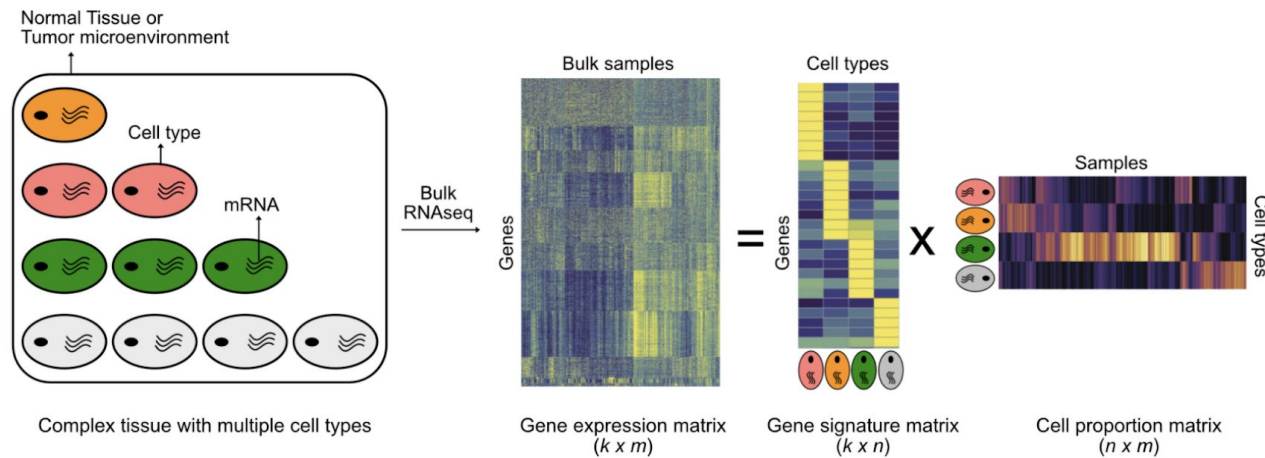 Normal Tissue or
Tumor microenvironment
Cell type
mRNA
Complex tissue with multiple cell types
Bulk
RNAseq
Bulk samples
Genes
Gene expression matrix
(k x m)
=
Cell types
Genes
Gene signature matrix
(k x n)
X
Samples
Cell types
Cell proportion matrix
(n x m)